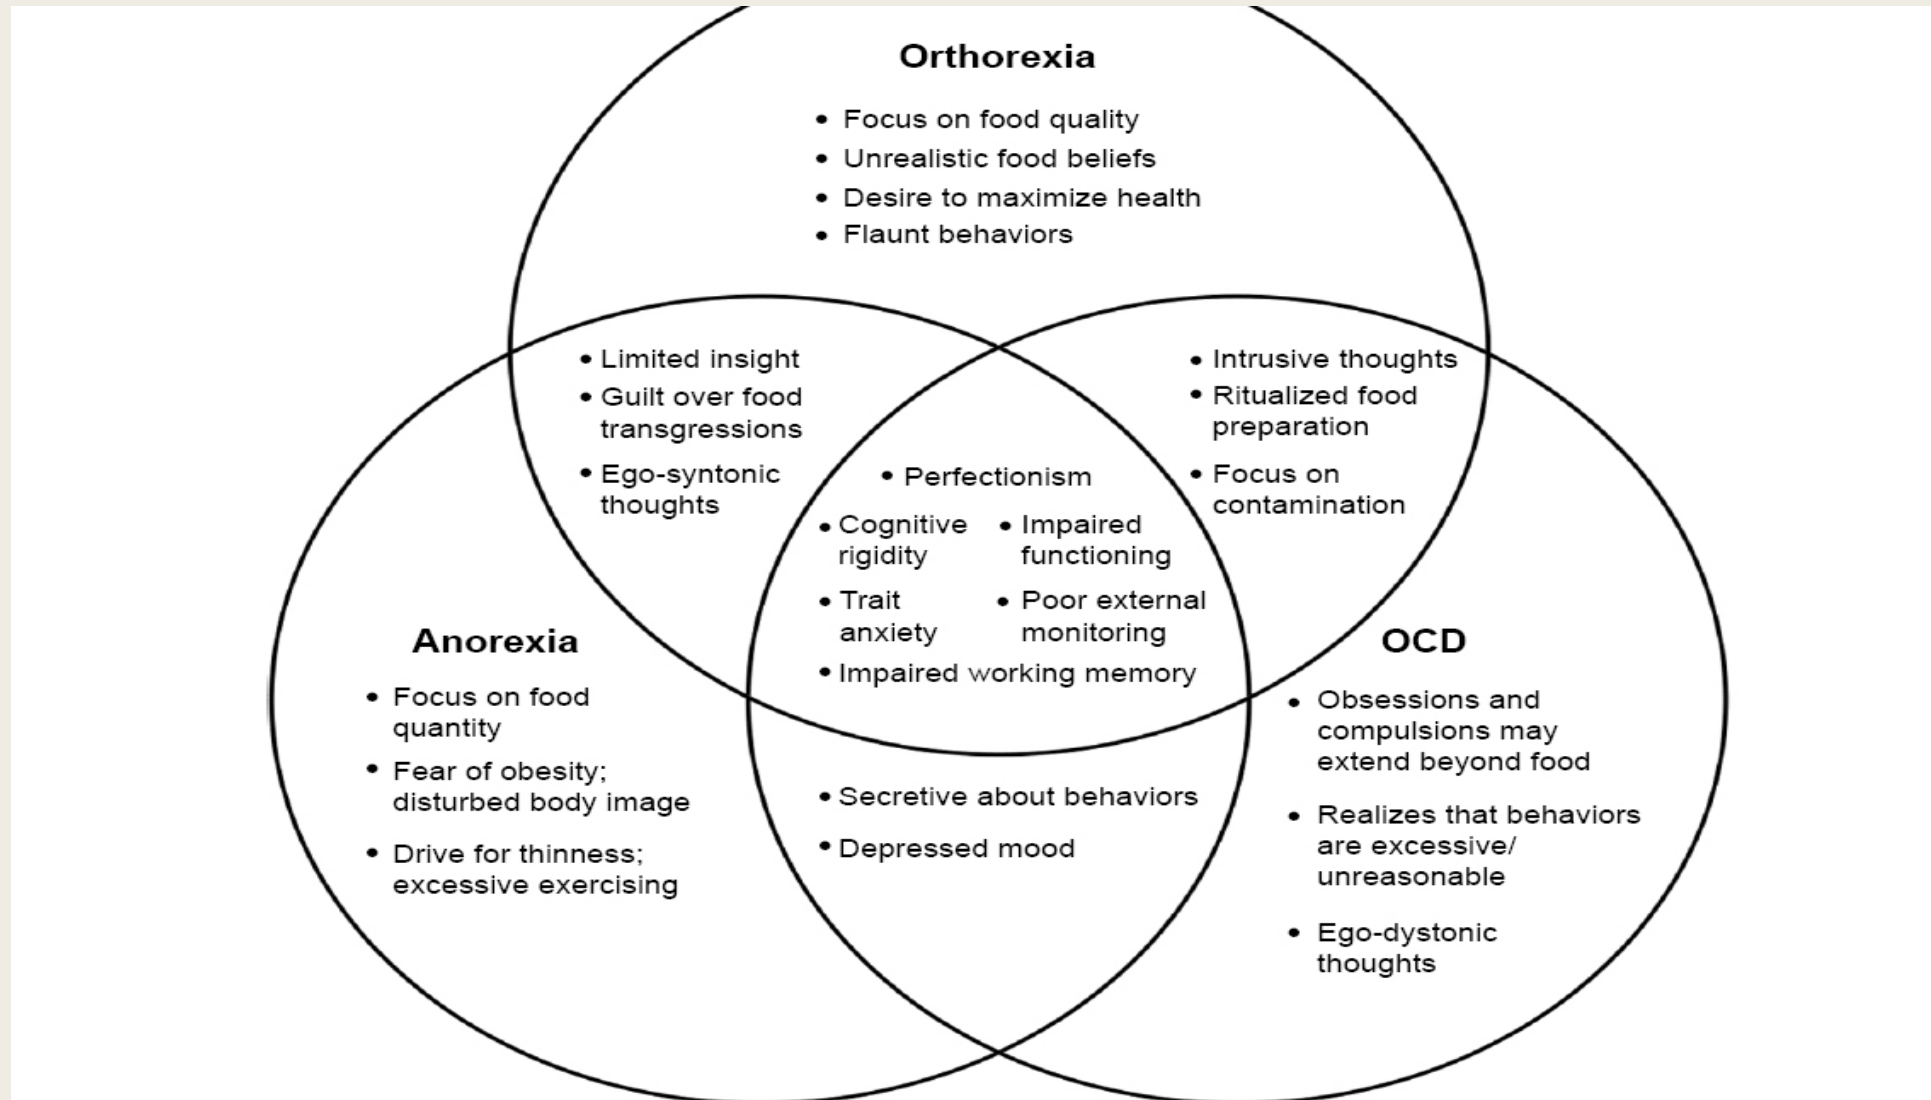 Orthorexia
• Focus on food quality
• Unrealistic food beliefs
• Desire to maximize health
• Flaunt behaviors
• Limited insight
• Guilt over food
transgressions
• Ego-syntonic
thoughts
• Intrusive thoughts
• Ritualized food
preparation
• Focus on
contamination
• Perfectionism
• Cognitive
rigidity
• Impaired
functioning
• Trait
anxiety
• Poor external
monitoring
• Impaired working memory
Anorexia
• Focus on food
quantity
• Fear of obesity;
disturbed body image
• Drive for thinness;
excessive exercising
• Secretive about behaviors
• Depressed mood
OCD
• Obsessions and
compulsions may
extend beyond food
• Realizes that behaviors
are excessive/
unreasonable
• Ego-dystonic
thoughts